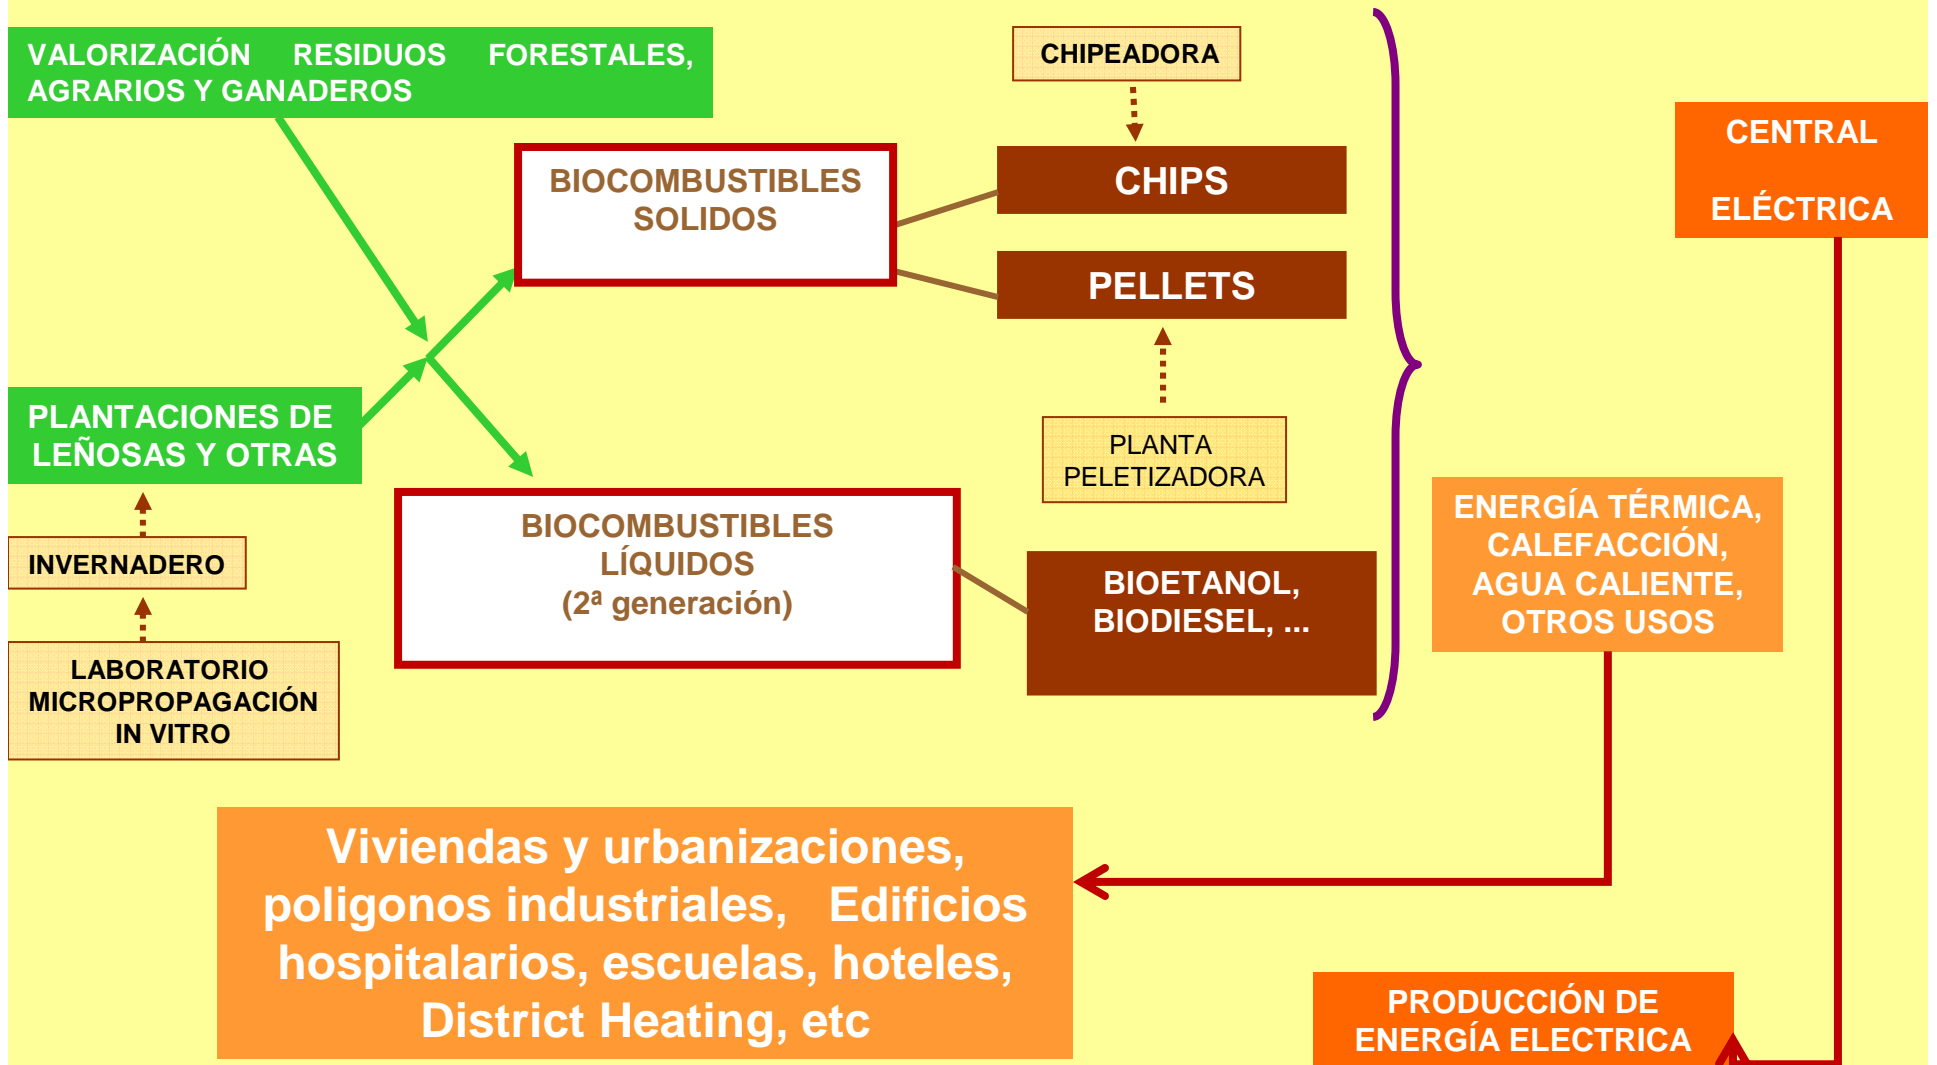 VALORIZACIÓN RESIDUOS FORESTALES,
AGRARIOS Y GANADEROS
CHIPEADORA
CENTRAL
ELÉCTRICA
BIOCOMBUSTIBLES
SOLIDOS
CHIPS
PELLETS
PLANTACIONES DE
LEÑOSAS Y OTRAS
PLANTA
PELETIZADORA
INVERNADERO
BIOCOMBUSTIBLES
LÍQUIDOS
(2ª generación)
ENERGÍA TÉRMICA,
CALEFACCIÓN,
AGUA CALIENTE,
OTROS USOS
BIOETANOL,
BIODIESEL, ...
LABORATORIO
MICROPROPAGACIÓN
IN VITRO
Viviendas y urbanizaciones,
poligonos industriales, Edificios
hospitalarios, escuelas, hoteles,
District Heating, etc
PRODUCCIÓN DE
ENERGÍA ELECTRICA